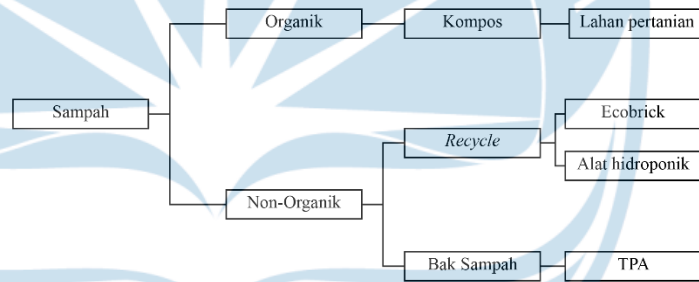 Organik
Kompos
Lahan pertanian
Sampah
Ecobrick
Recycle
Alat hidroponik
Non-Organik
Bak Sampah
TPA